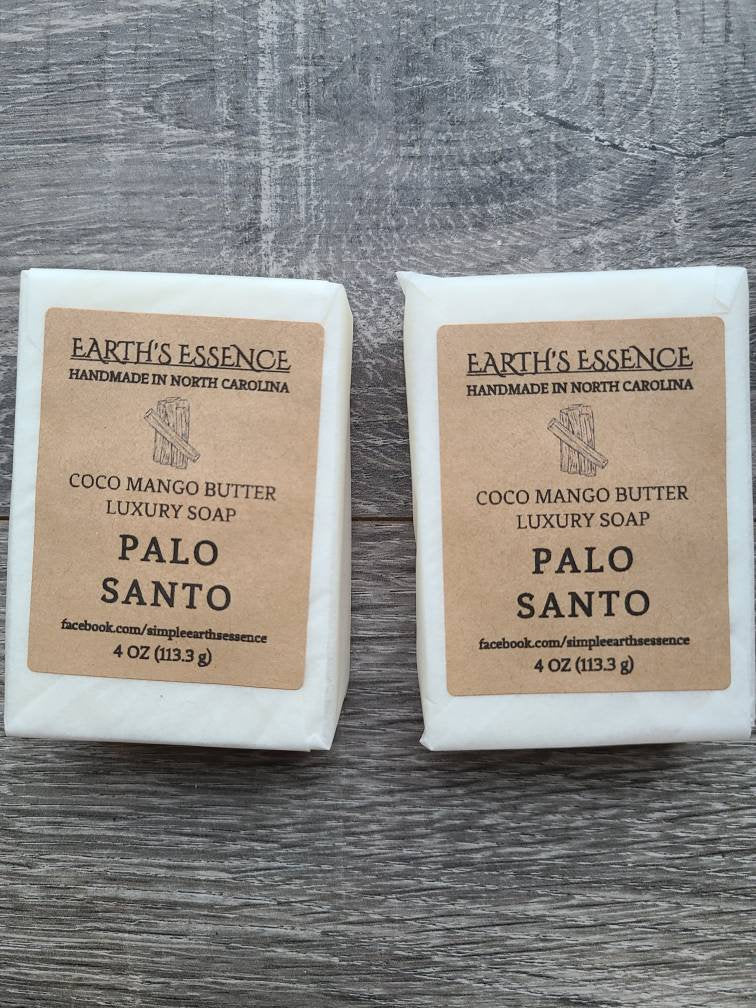 EARTH'S ESSENCE
HANDMADE IN NORTH CAROLINA
COCO MANGO BUTTER
LUXURY SOAP
PALO
SANTO
facebook.com/simpleearthsessence
4 OZ (113.3 g)
EARTH'S ESSENCE
HANDMADE IN NORTH CAROLINA
COCO MANGO BUTTER
LUXURY SOAP
PALO
SANTO
facebook.com/simpleearthsessence
4 OZ (113.3 g)